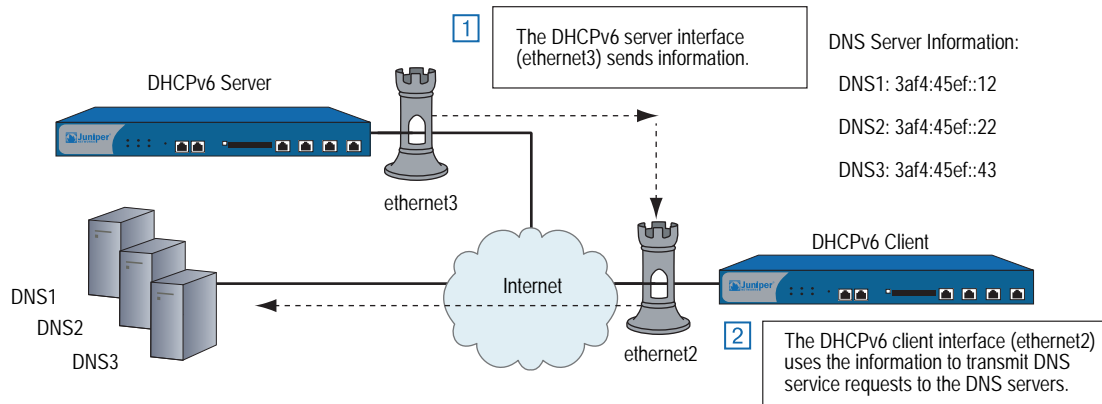 1
The DHCPv6 server interface
(ethernet3) sends information.
DNS Server Information:
DNS1: 3af4:45ef::12
DNS2: 3af4:45ef::22
DNS3: 3af4:45ef::43
DHCPv6 Server
Juniper
ethernet3
DHCPv6 Client
Internet
Juniper
DNS1
DNS2
DNS3
ethernet2
2
The DHCPv6 client interface (ethernet2)
uses the information to transmit DNS
service requests to the DNS servers.